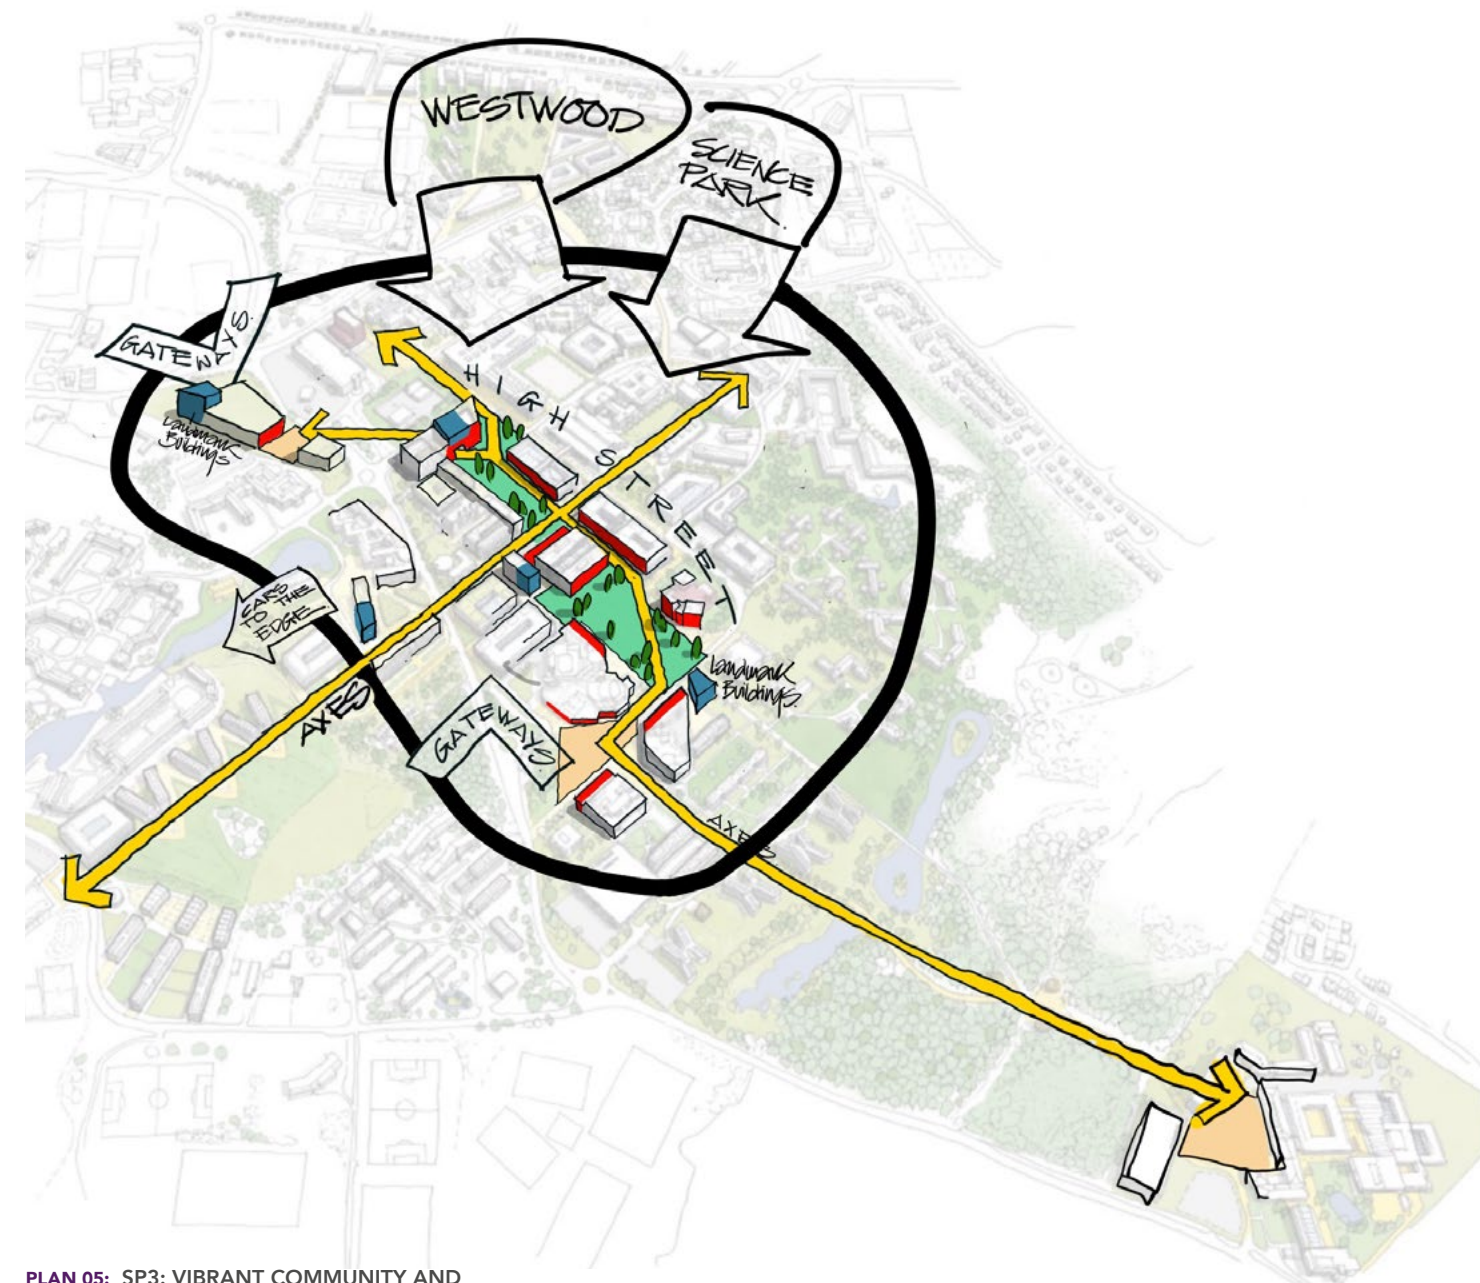 WESTWOOD
SCIENCE
PARK
GATEWAYS.
HIGH STREET
Landmark
Buildings
CARS
TO THE
EDGE
AXES
Landmark
Buildings.
GATEWAYS.
AXES
PLAN 05: SP3: VIBRANT COMMUNITY AND